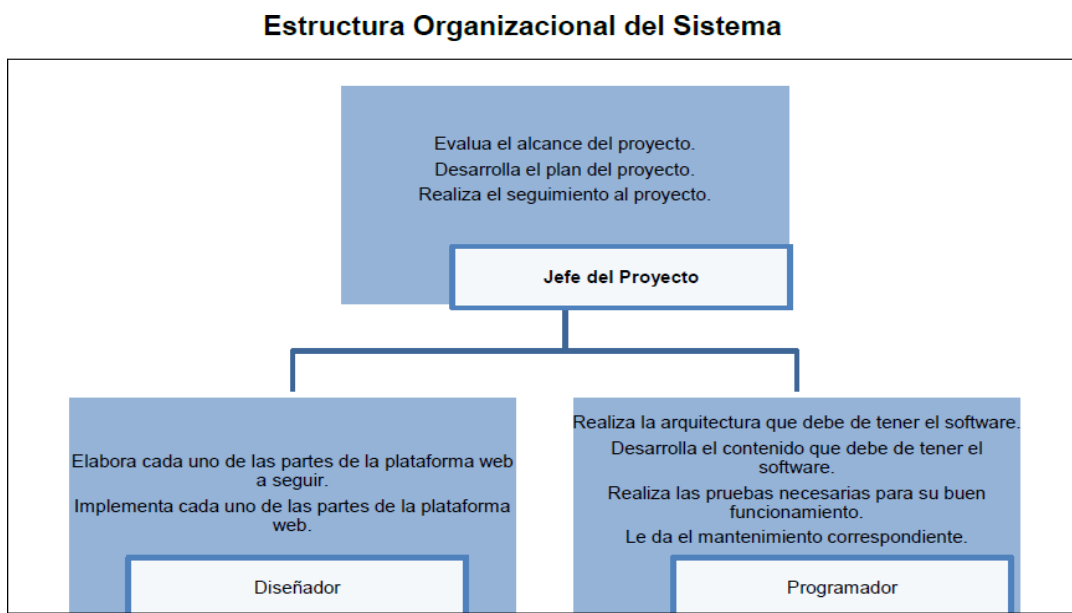 Estructura Organizacional del Sistema
Evalua el alcance del proyecto.
Desarrolla el plan del proyecto.
Realiza el seguimiento al proyecto.
Jefe del Proyecto
Elabora cada uno de las partes de la plataforma web
a seguir.
Implementa cada uno de las partes de la plataforma
web.
Diseñador
Realiza la arquitectura que debe de tener el software.
Desarrolla el contenido que debe de tener el
software.
Realiza las pruebas necesarias para su buen
funcionamiento.
Le da el mantenimiento correspondiente.
Programador